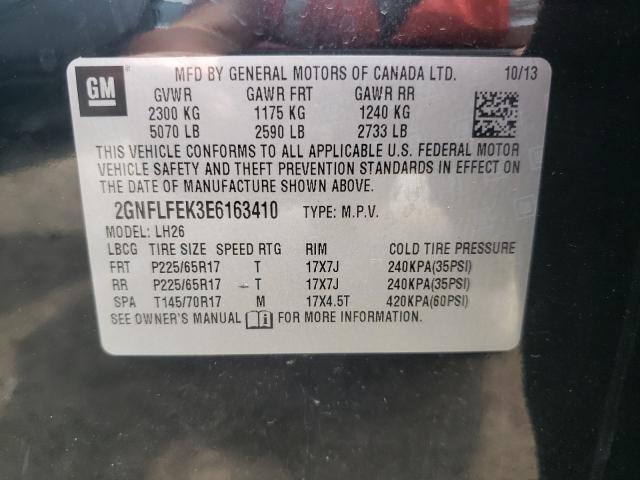 GM MFD BY GENERAL MOTORS OF CANADA LTD. 10/13
GVWR GAWR FRT GAWR RR
2300 KG 1175 KG 1240 KG
5070 LB 2590 LB 2733 LB
THIS VEHICLE CONFORMS TO ALL APPLICABLE U.S. FEDERAL MOTOR
VEHICLE SAFETY AND THEFT PREVENTION STANDARDS IN EFFECT ON
THE DATE OF MANUFACTURE SHOWN ABOVE.
2GNFLFEK3E6163410 TYPE: M.P.V.
MODEL: LH26
LBCG TIRE SIZE SPEED RTG RIM COLD TIRE PRESSURE
FRT P225/65R17 T 17X7J 240KPA(35PSI)
RR P225/65R17 T 17X7J 240KPA(35PSI)
SPA T145/70R17 M 17X4.5T 420KPA(60PSI)
SEE OWNER'S MANUAL FOR MORE INFORMATION.